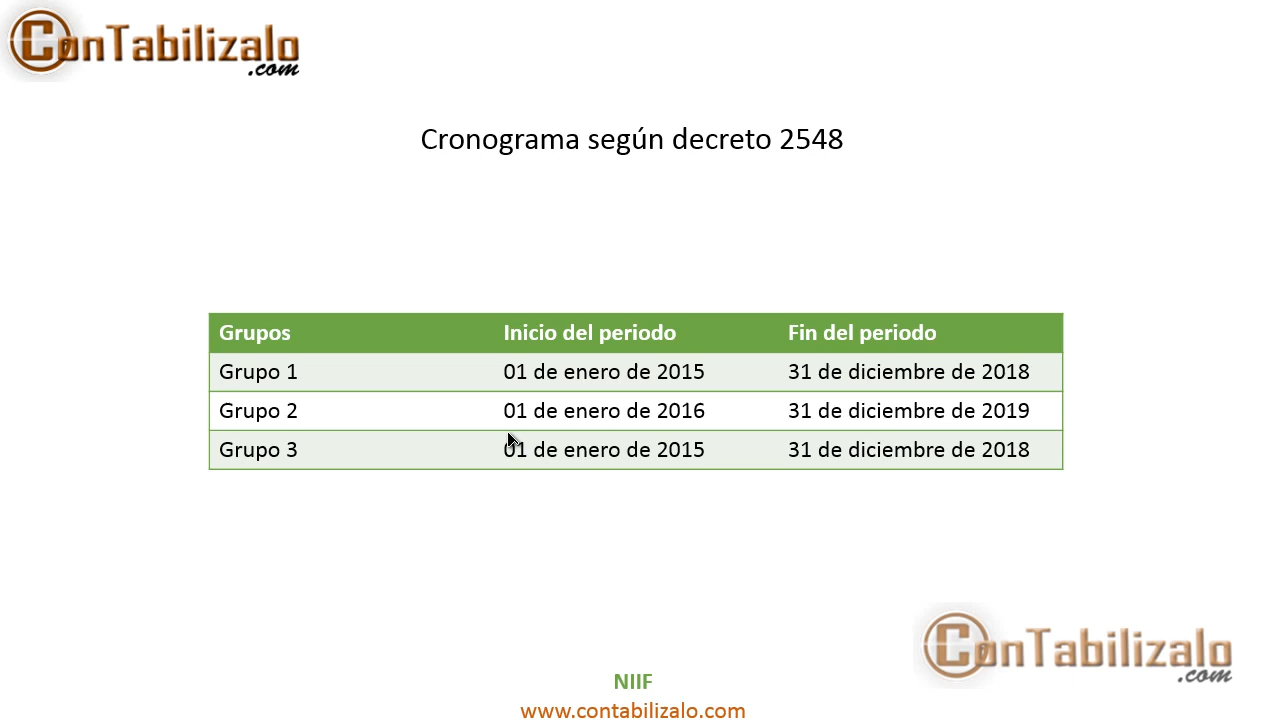 ConTabilizalo
.com
Cronograma según decreto 2548
Grupos Inicio del periodo Fin del periodo
Grupo 1 01 de enero de 2015 31 de diciembre de 2018
Grupo 2 01 de enero de 2016 31 de diciembre de 2019
Grupo 3 01 de enero de 2015 31 de diciembre de 2018
ConTabilizalo
.com
NIIF
www.contabilizalo.com